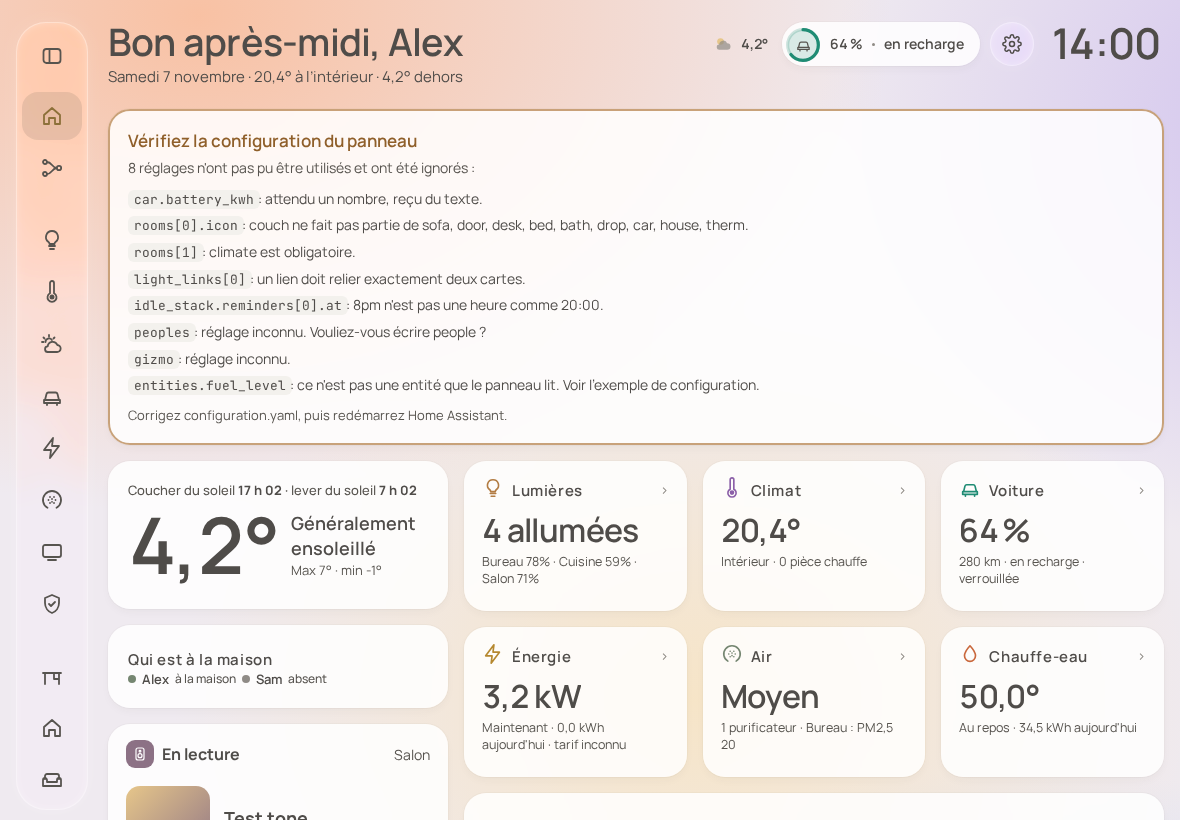 Bon après-midi, Alex
Samedi 7 novembre · 20,4° à l'intérieur · 4,2° dehors
4,2°
64 % · en recharge
14:00
Vérifiez la configuration du panneau
8 réglages n'ont pas pu être utilisés et ont été ignorés :
car.battery_kwh : attendu un nombre, reçu du texte.
rooms[0].icon : couch ne fait pas partie de sofa, door, desk, bed, bath, drop, car, house, therm.
rooms[1] : climate est obligatoire.
light_links[0] : un lien doit relier exactement deux cartes.
idle_stack.reminders[0].at : 8pm n'est pas une heure comme 20:00.
peoples : réglage inconnu. Vouliez-vous écrire people ?
gizmo : réglage inconnu.
entities.fuel_level : ce n'est pas une entité que le panneau lit. Voir l'exemple de configuration.
Corrigez configuration.yaml, puis redémarrez Home Assistant.
Coucher du soleil 17 h 02 · lever du soleil 7 h 02
4,2°
Généralement
ensoleillé
Max 7° · min -1°
Lumières
4 allumées
Bureau 78% · Cuisine 59% ·
Salon 71%
Climat
20,4°
Intérieur · 0 pièce chauffe
Voiture
64 %
280 km · en recharge ·
verrouillée
Qui est à la maison
Alex à la maison Sam absent
Énergie
3,2 kW
Maintenant · 0,0 kWh
aujourd'hui · tarif inconnu
Air
Moyen
1 purificateur · Bureau : PM2,5
20
Chauffe-eau
50,0°
Au repos · 34,5 kWh aujourd'hui
En lecture
Salon
Test tone